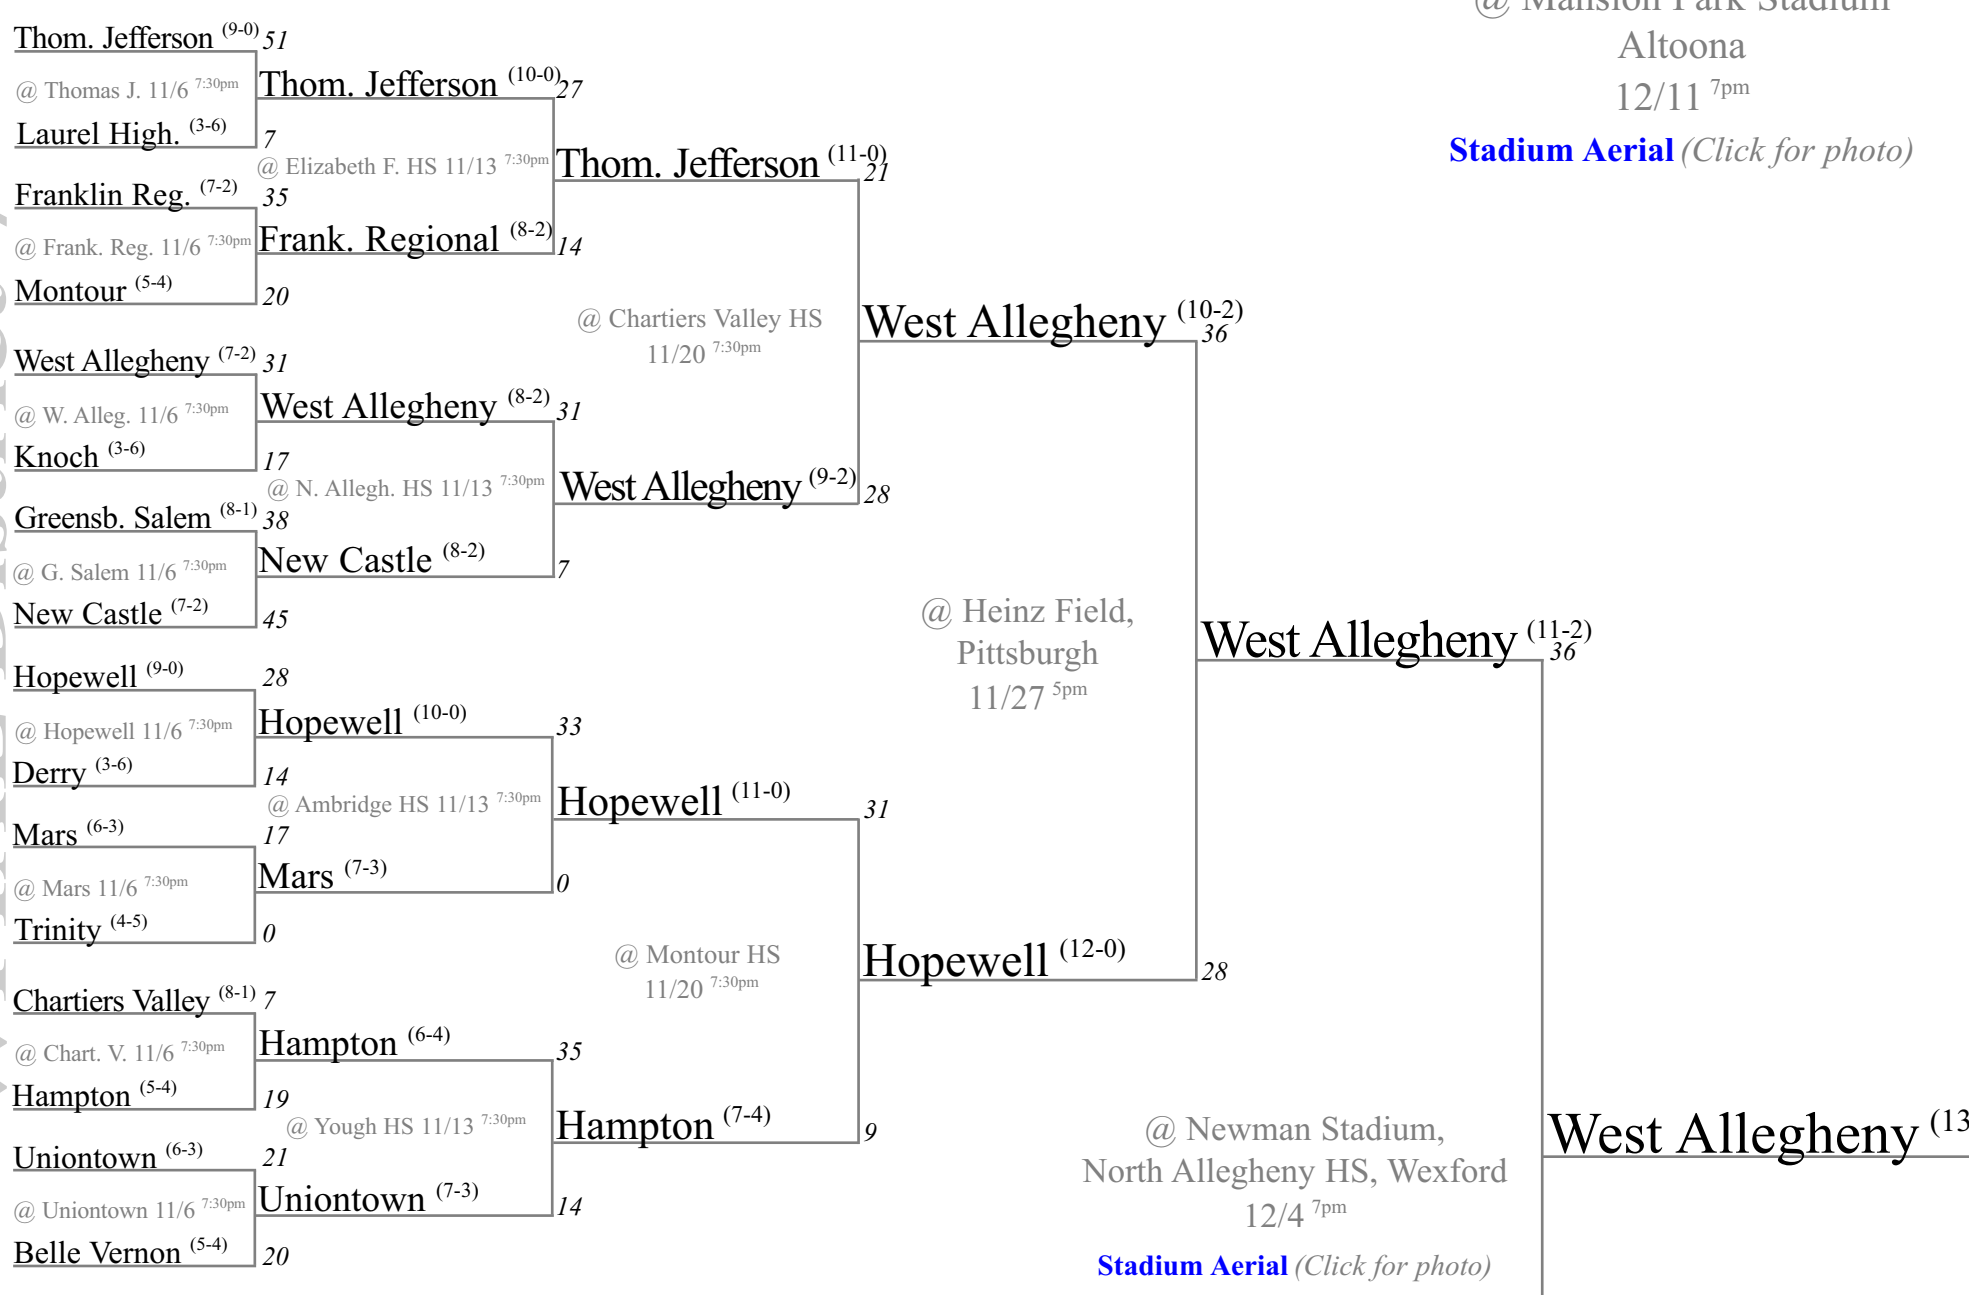 Thom. Jefferson (9-0) 51
@ Thomas J. 11/6 7:30pm
Laurel High. (3-6) 7
Franklin Reg. (7-2) 35
@ Frank. Reg. 11/6 7:30pm
Montour (5-4) 20
West Allegheny (7-2) 31
@ W. Alleg. 11/6 7:30pm
Knoch (3-6) 17
Greensb. Salem (8-1) 38
@ G. Salem 11/6 7:30pm
New Castle (7-2) 45
Hopewell (9-0) 28
@ Hopewell 11/6 7:30pm
Derry (3-6) 14
Mars (6-3) 17
@ Mars 11/6 7:30pm
Trinity (4-5) 0
Chartiers Valley (8-1) 7
@ Chart. V. 11/6 7:30pm
Hampton (5-4) 19
Uniontown (6-3) 21
@ Uniontown 11/6 7:30pm
Belle Vernon (5-4) 20
Thom. Jefferson (10-0) 27
@ Elizabeth F. HS 11/13 7:30pm
Frank. Regional (8-2) 14
West Allegheny (8-2) 31
@ N. Allegh. HS 11/13 7:30pm
New Castle (8-2) 7
Hopewell (10-0) 33
@ Ambridge HS 11/13 7:30pm
Mars (7-3) 0
Hampton (6-4) 35
@ Yough HS 11/13 7:30pm
Uniontown (7-3) 14
Thom. Jefferson (11-0) 21
@ Chartiers Valley HS
11/20 7:30pm
West Allegheny (9-2) 28
Hopewell (11-0) 31
@ Montour HS
11/20 7:30pm
Hampton (7-4) 9
West Allegheny (10-2) 36
@ Heinz Field,
Pittsburgh
11/27 5pm
Hopewell (12-0) 28
West Allegheny (11-2) 36
@ Newman Stadium,
North Allegheny HS, Wexford
12/4 7pm
Stadium Aerial (Click for photo)
West Allegheny (13
@ Mansion Park Stadium
Altoona
12/11 7pm
Stadium Aerial (Click for photo)